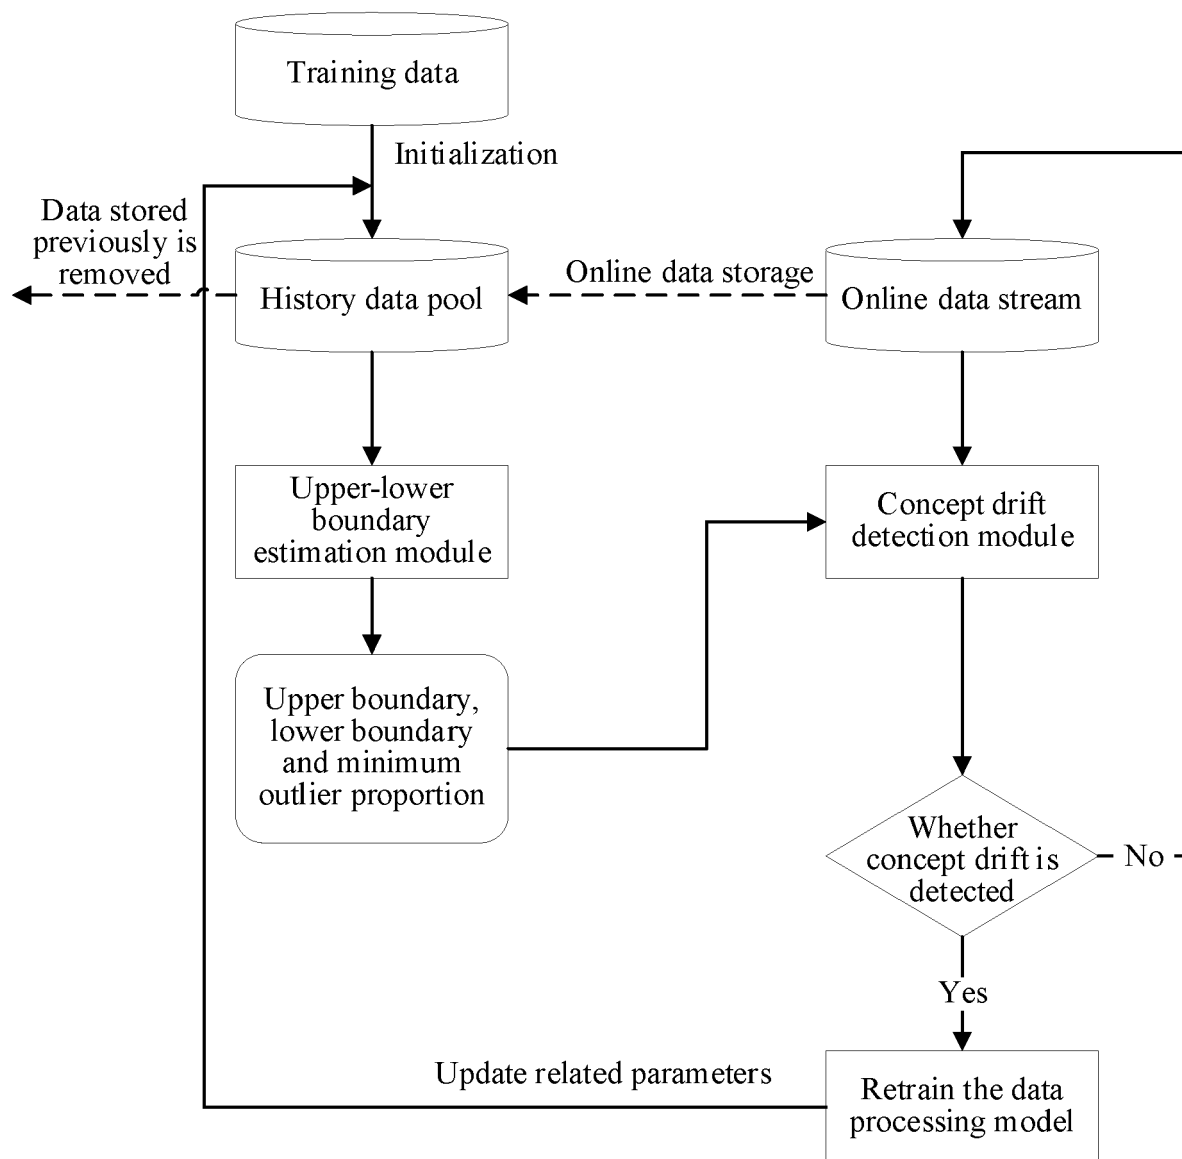 Training data
Initialization
Data stored
previously is
removed
History data pool
Online data storage
Online data stream
Upper-lower
boundary
estimation module
Concept drift
detection module
Upper boundary,
lower boundary
and minimum
outlier proportion
Whether
concept drift is
detected
No
Yes
Update related parameters
Retrain the data
processing model